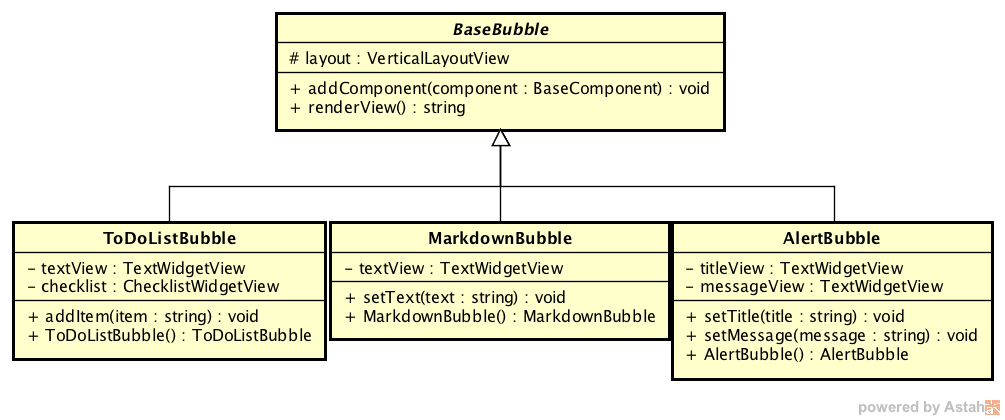 BaseBubble
# layout : VerticalLayoutView
+ addComponent(component : BaseComponent) : void
+ renderView() : string
ToDoListBubble
– textView : TextWidgetView
– checklist : ChecklistWidgetView
+ addItem(item : string) : void
+ ToDoListBubble() : ToDoListBubble
MarkdownBubble
– textView : TextWidgetView
+ setText(text : string) : void
+ MarkdownBubble() : MarkdownBubble
AlertBubble
– titleView : TextWidgetView
– messageView : TextWidgetView
+ setTitle(title : string) : void
+ setMessage(message : string) : void
+ AlertBubble() : AlertBubble
powered by Astah